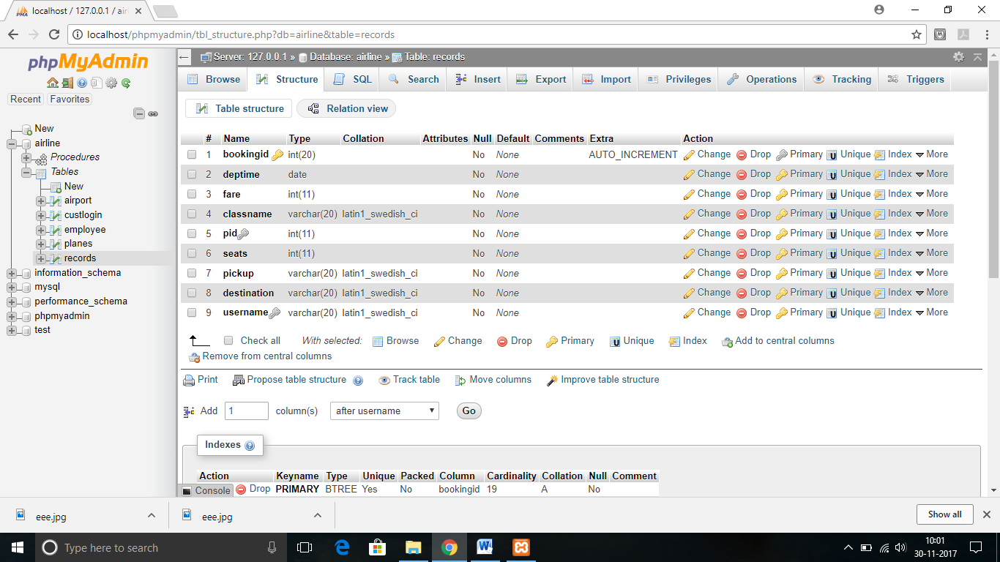 localhost / 127.0.0.1 / airl
localhost/phpmyadmin/tbl_structure.php?db=airline&table=records
phpMyAdmin
Recent Favorites
New
airline
Procedures
Tables
New
airport
custlogin
employee
planes
records
information_schema
mysql
performance_schema
phpmyadmin
test
Server: 127.0.0.1 » Database: airline » Table: records
Browse Structure SQL Search Insert Export Import Privileges Operations Tracking Triggers
Table structure Relation view
# Name Type Collation Attributes Null Default Comments Extra Action
1 bookingid int(20) No None AUTO_INCREMENT Change Drop Primary Unique Index More
2 deptime date No None Change Drop Primary Unique Index More
3 fare int(11) No None Change Drop Primary Unique Index More
4 classname varchar(20) latin1_swedish_ci No None Change Drop Primary Unique Index More
5 pid int(11) No None Change Drop Primary Unique Index More
6 seats int(11) No None Change Drop Primary Unique Index More
7 pickup varchar(20) latin1_swedish_ci No None Change Drop Primary Unique Index More
8 destination varchar(20) latin1_swedish_ci No None Change Drop Primary Unique Index More
9 username varchar(20) latin1_swedish_ci No None Change Drop Primary Unique Index More
Check all With selected: Browse Change Drop Primary Unique Index Add to central columns
Remove from central columns
Print Propose table structure Track table Move columns Improve table structure
Add 1 column(s) after username Go
Indexes
Action Keyname Type Unique Packed Column Cardinality Collation Null Comment
Console Drop PRIMARY BTREE Yes No bookingid 19 A No
eee.jpg eee.jpg Show all
Type here to search
10:01
30-11-2017